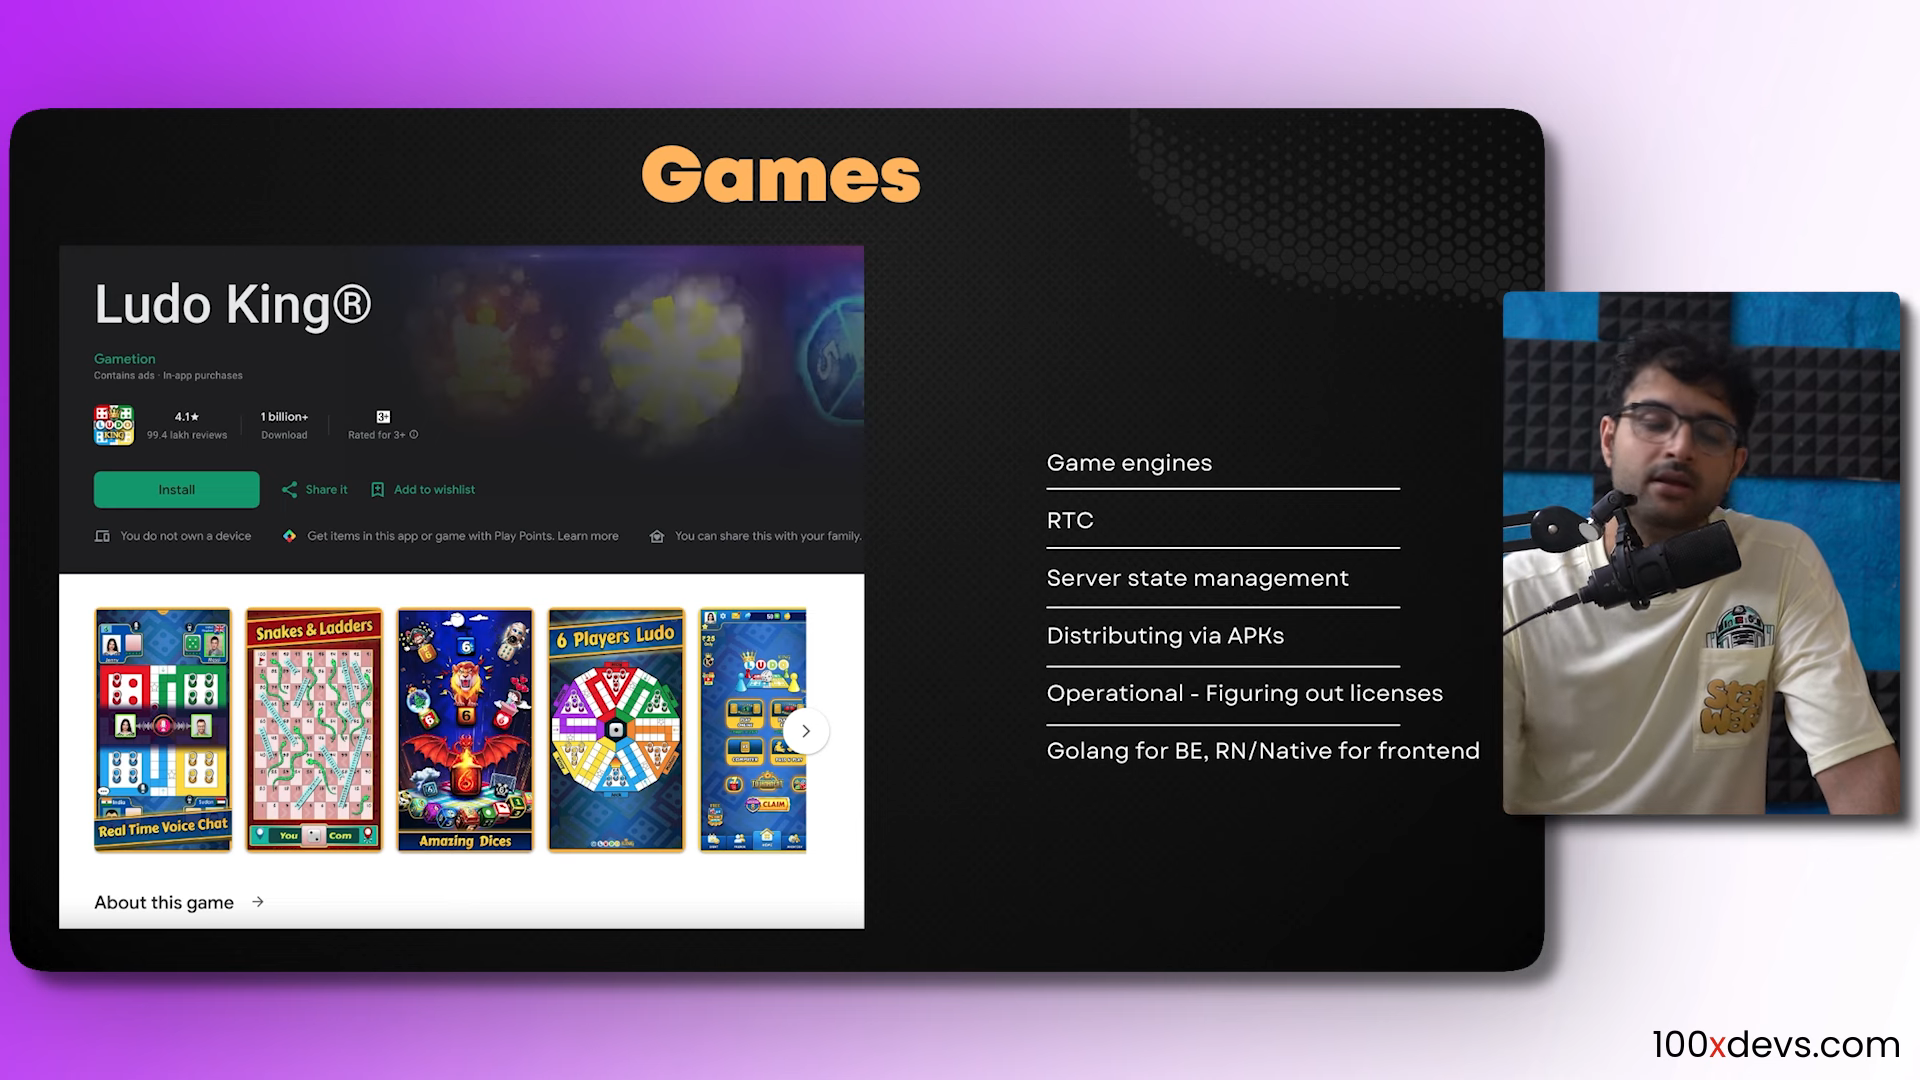 Games
Ludo King®
Gametion
Contains ads · In-app purchases
4.1★
99.4 lakh reviews
1 billion+
Download
3+
Rated for 3+
Install
Share it
Add to wishlist
You do not own a device
Get items in this app or game with Play Points. Learn more
You can share this with your family.
Real Time Voice Chat
Snakes & Ladders
You
Com
Amazing Dices
6 Players Ludo
LUDO
CLAIM
About this game
Game engines
RTC
Server state management
Distributing via APKs
Operational - Figuring out licenses
Golang for BE, RN/Native for frontend
100xdevs.com